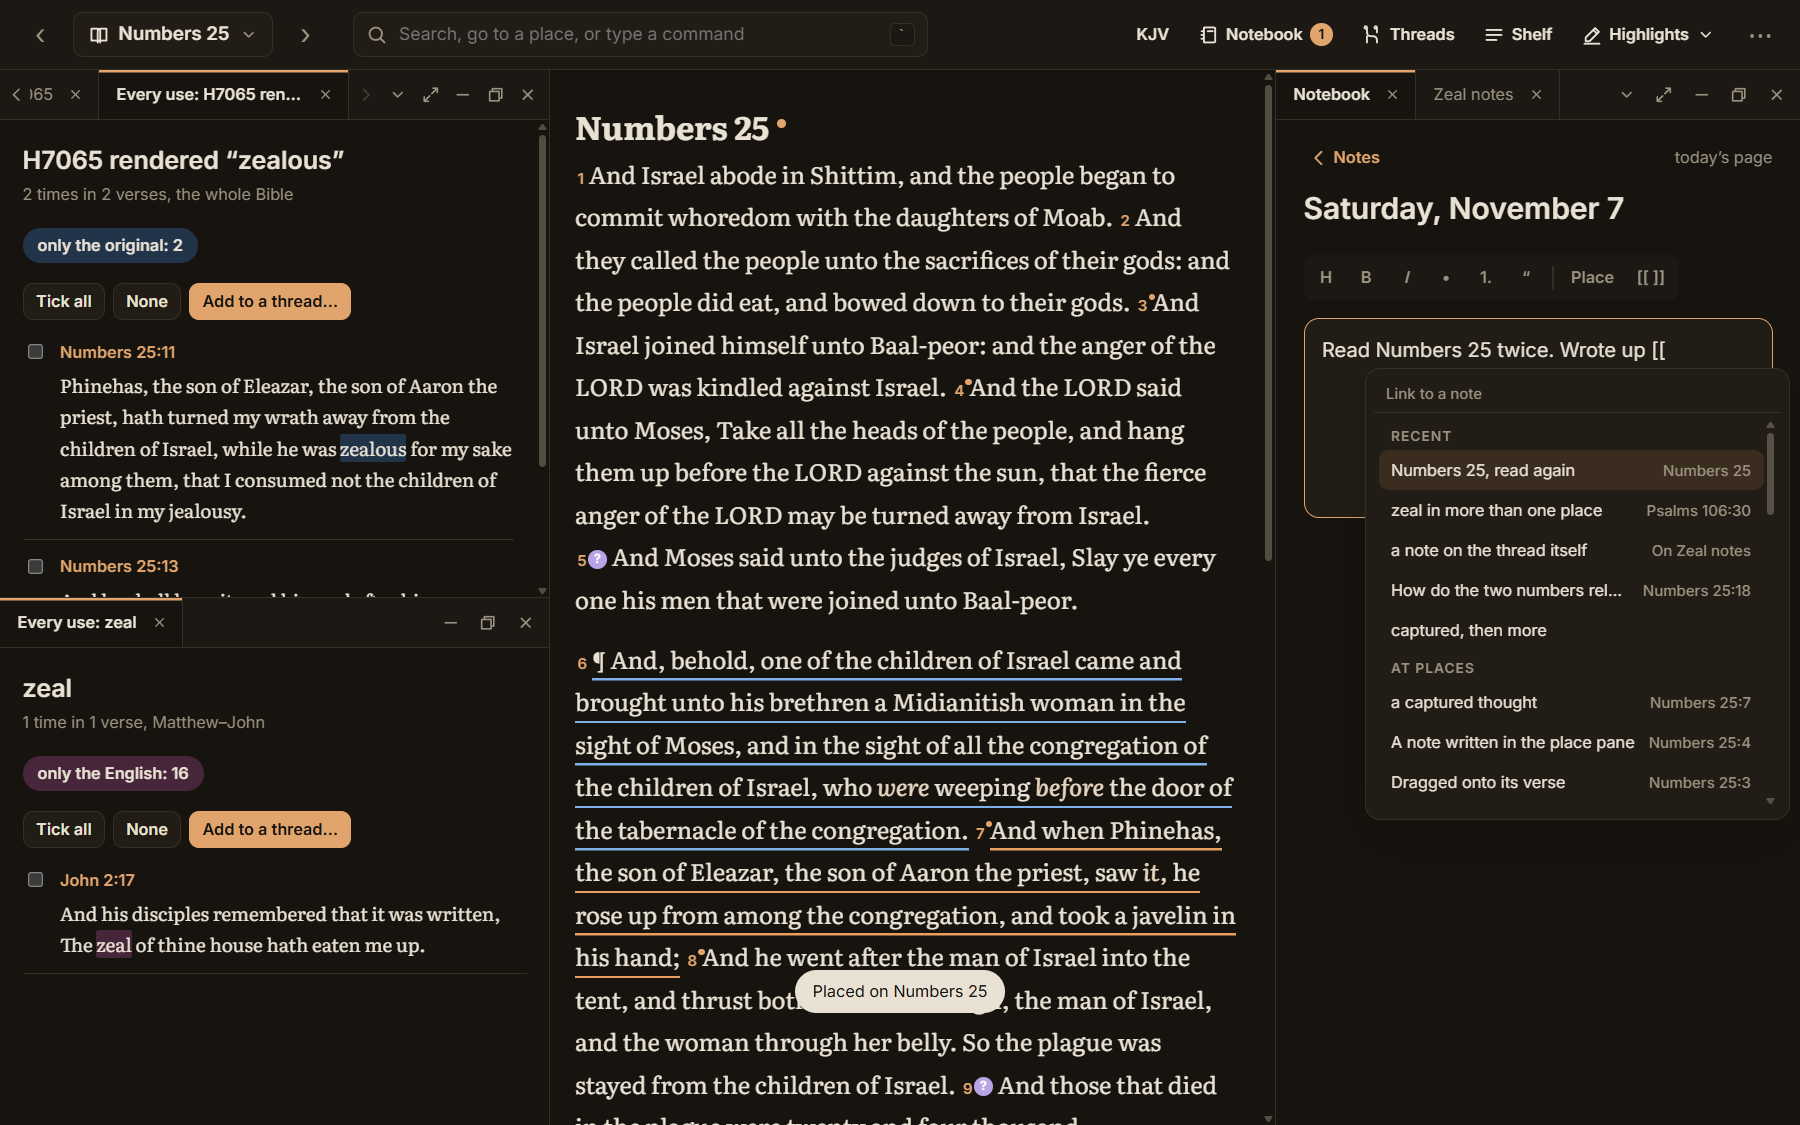 Numbers 25
Search, go to a place, or type a command
`
KJV
Notebook 1
Threads
Shelf
Highlights
...
065
Every use: H7065 ren...
H7065 rendered “zealous”
2 times in 2 verses, the whole Bible
only the original: 2
Tick all
None
Add to a thread...
Numbers 25:11
Phinehas, the son of Eleazar, the son of Aaron the
priest, hath turned my wrath away from the
children of Israel, while he was zealous for my sake
among them, that I consumed not the children of
Israel in my jealousy.
Numbers 25:13
Every use: zeal
zeal
1 time in 1 verse, Matthew–John
only the English: 16
Tick all
None
Add to a thread...
John 2:17
And his disciples remembered that it was written,
The zeal of thine house hath eaten me up.
Numbers 25
1 And Israel abode in Shittim, and the people began to
commit whoredom with the daughters of Moab. 2 And
they called the people unto the sacrifices of their gods: and
the people did eat, and bowed down to their gods. 3 And
Israel joined himself unto Baal-peor: and the anger of the
LORD was kindled against Israel. 4 And the LORD said
unto Moses, Take all the heads of the people, and hang
them up before the LORD against the sun, that the fierce
anger of the LORD may be turned away from Israel.
5 ? And Moses said unto the judges of Israel, Slay ye every
one his men that were joined unto Baal-peor.
6 ¶ And, behold, one of the children of Israel came and
brought unto his brethren a Midianitish woman in the
sight of Moses, and in the sight of all the congregation of
the children of Israel, who were weeping before the door of
the tabernacle of the congregation. 7 And when Phinehas,
the son of Eleazar, the son of Aaron the priest, saw it, he
rose up from among the congregation, and took a javelin in
his hand; 8 And he went after the man of Israel into the
tent, and thrust both , the man of Israel,
and the woman through her belly. So the plague was
stayed from the children of Israel. 9 ? And those that died
in the plague were twenty and four thousand.
Placed on Numbers 25
Notebook
Zeal notes
Notes
today’s page
Saturday, November 7
H B I • 1. “ Place [[ ]]
Read Numbers 25 twice. Wrote up [[
Link to a note
RECENT
Numbers 25, read again Numbers 25
zeal in more than one place Psalms 106:30
a note on the thread itself On Zeal notes
How do the two numbers rel... Numbers 25:18
captured, then more
AT PLACES
a captured thought Numbers 25:7
A note written in the place pane Numbers 25:4
Dragged onto its verse Numbers 25:3